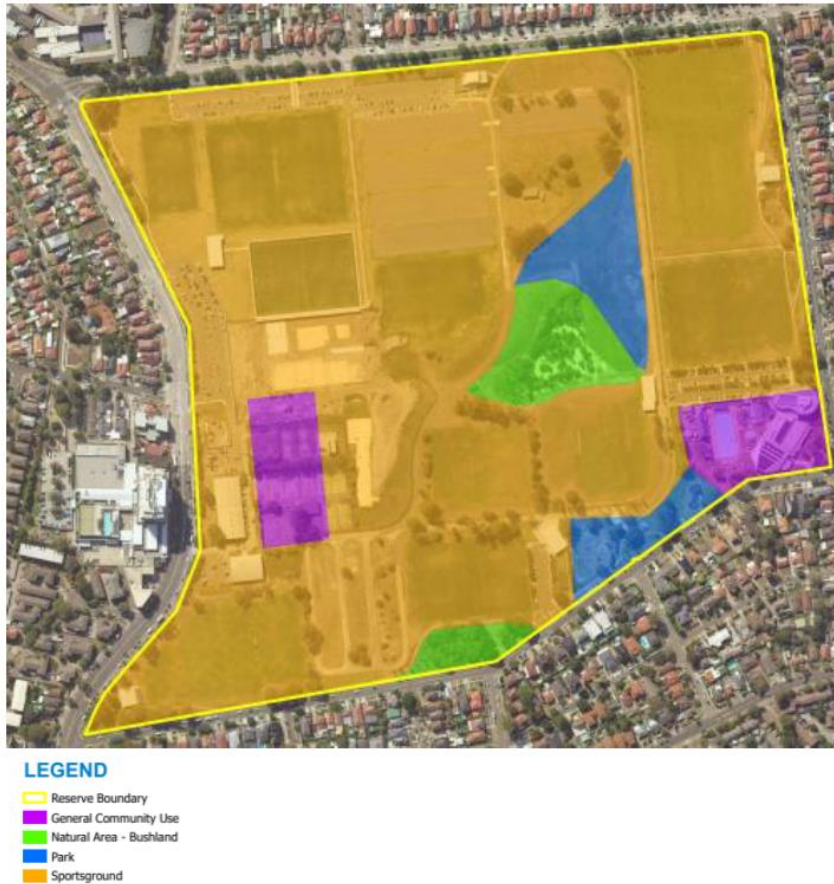 LEGEND
Reserve Boundary
General Community Use
Natural Area - Bushland
Park
Sportsground